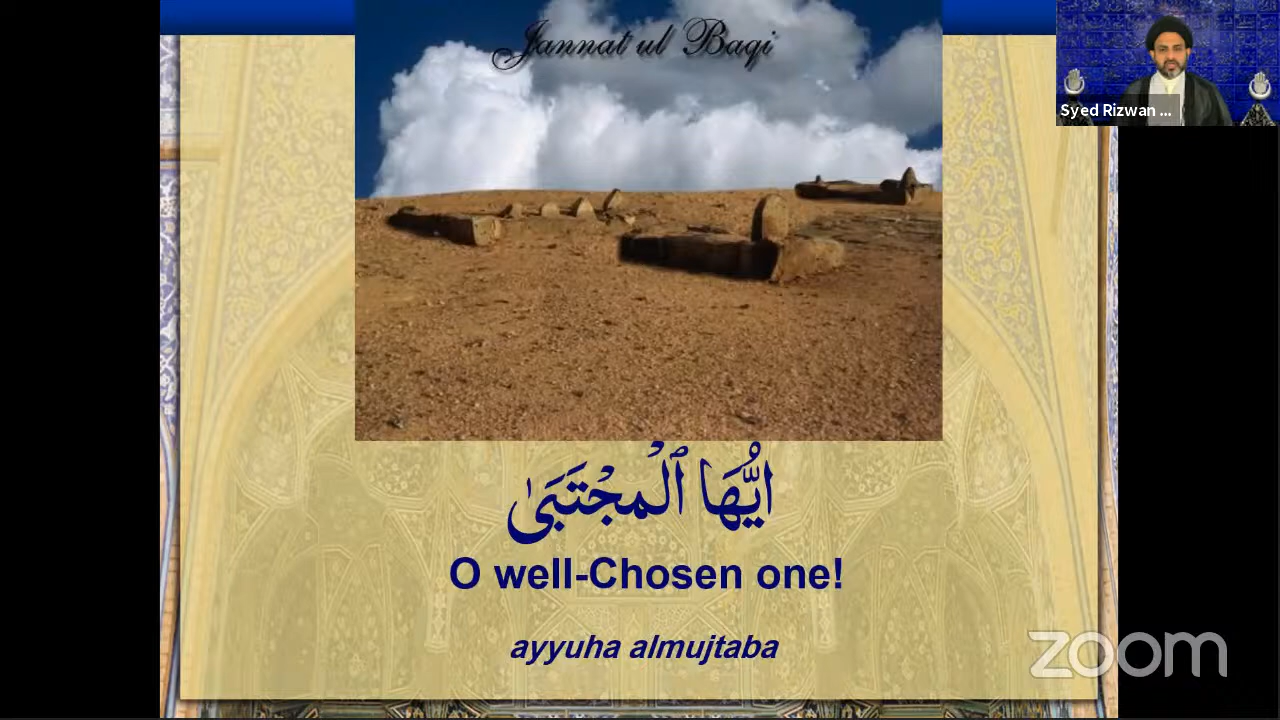 Jannat ul Baqi
Syed Rizwan ...
اَيُّهَا ٱلْمُجْتَبَىٰ
O well-Chosen one!
ayyuha almujtaba
zoom